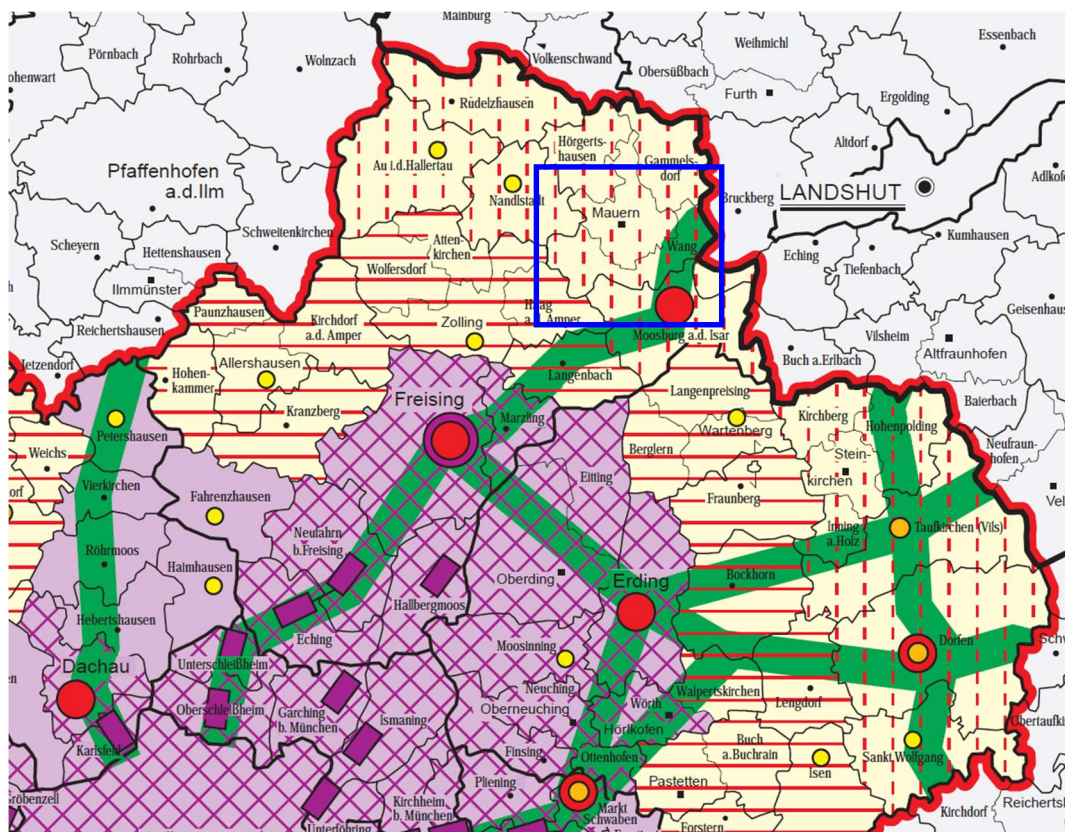 Mainburg
Pörnbach
Rohrbach
Wolnzach
Volkenschwand
Weihmichl
Essenbach
Obersüßbach
Furth
Ergolding
Rudelzhausen
Hörgerts-
hausen
Au i.d.Hallertau
Gammels-
dorf
Altdorf
Pfaffenhofen
a.d.Ilm
Nandlstadt
Mauern
Bruckberg
LANDSHUT
Scheyern
Hettenshausen
Schweitenkirchen
Atten-
kirchen
Wang
Eching
Kumhausen
Tiefenbach
Ilmmünster
Wolfersdorf
Paunzhausen
Haag
a.d. Amper
Geisenhau
Reichertshausen
Kirchdorf
a.d. Amper
Zolling
Moosburg a.d. Isar
Vilsheim
Altfraunhofen
Jetzendorf
Hohen-
kammer
Allershausen
Langenbach
Buch a.Erlbach
Langenpreising
Baierbach
Kranzberg
Freising
Marzling
Wartenberg
Kirchberg
Hohenpolding
Petershausen
Weichs
Berglern
Stein-
kirchen
Neufraun-
hofen
Vierkirchen
Fahrenzhausen
Eitting
Fraunberg
Vel
Neufahrn
b.Freising
Inning
a.Holz
Taufkirchen (Vils)
Röhrmoos
Haimhausen
Oberding
Erding
Bockhorn
Hallbergmoos
Hebertshausen
Eching
Moosinning
Dorfen
Dachau
Unterschleißheim
Neuching
Oberneuching
Wörth
Walpertskirchen
Lengdorf
Oberschleißheim
Garching
b. München
Ismaning
Hörlkofen
Karlsfeld
Finsing
Ottenhofen
Buch
a.Buchrain
Isen
Sankt Wolfgang
Pliening
Pastetten
Gröbenzell
Kirchheim
b. München
Markt
Schwaben
Kirchdorf
Unterföhring
Forstern